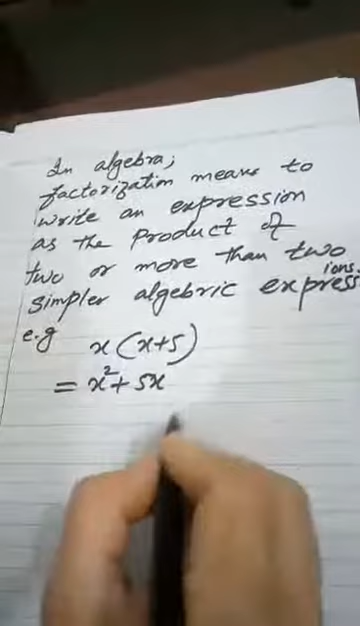 In algebra;
factorization means to
write an expression
as the product of
two or more than two
simpler algebric expressions.
e.g x(x+5)
= x²+5x